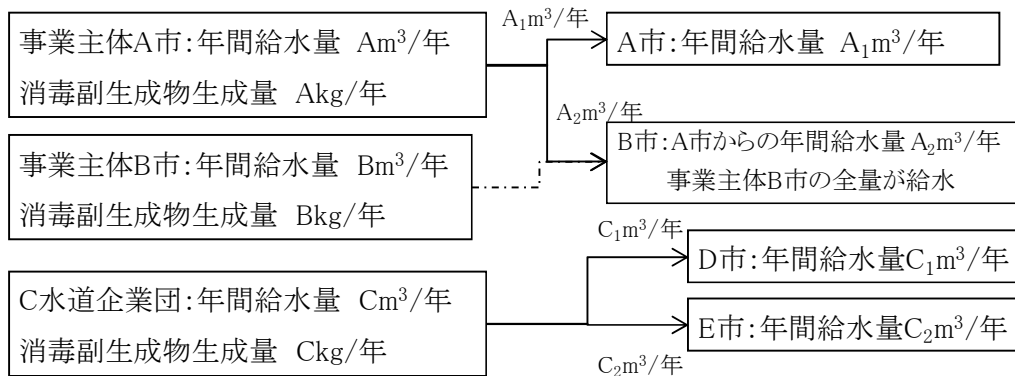 A₁m³/年
事業主体A市：年間給水量 Am³/年
消毒副生成物生成量 Akg/年
A市：年間給水量 A₁m³/年
A₂m³/年
B市：A市からの年間給水量 A₂m³/年
事業主体B市の全量が給水
事業主体B市：年間給水量 Bm³/年
消毒副生成物生成量 Bkg/年
C₁m³/年
D市：年間給水量C₁m³/年
C水道企業団：年間給水量 Cm³/年
消毒副生成物生成量 Ckg/年
E市：年間給水量C₂m³/年
C₂m³/年